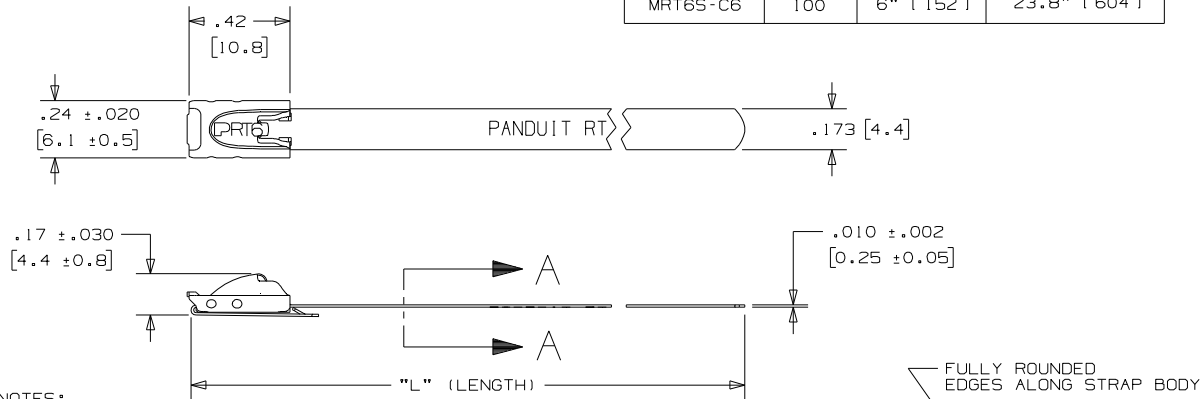 MRT6S-C6 100 6" [152] 23.8" [604]
.42
[10.8]
.24 ±.020
[6.1 ±0.5]
PRT6
PANDUIT RT
.173 [4.4]
.17 ±.030
[4.4 ±0.8]
A
A
.010 ±.002
[0.25 ±0.05]
"L" (LENGTH)
FULLY ROUNDED
EDGES ALONG STRAP BODY
NOTES: